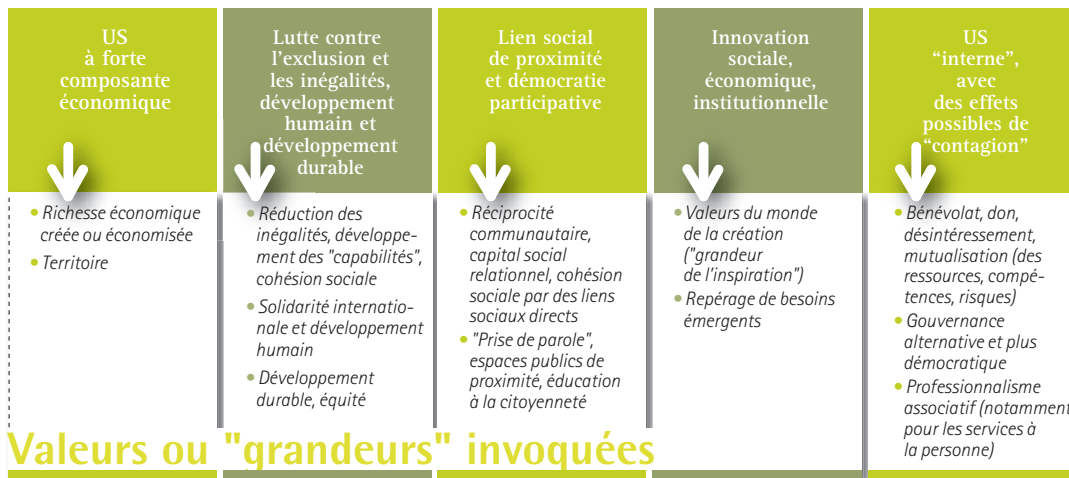 US
à forte
composante
économique
Richesse économique
créée ou économisée
Territoire
Lutte contre
l'exclusion et
les inégalités,
développement
humain et
développement
durable
Réduction des
inégalités, développe-
ment des "capabilités",
cohésion sociale
Solidarité internatio-
nale et développement
humain
Développement
durable, équité
Lien social
de proximité
et démocratie
participative
Réciprocité
communautaire,
capital social
relationnel, cohésion
sociale par des liens
sociaux directs
"Prise de parole",
espaces publics de
proximité, éducation
à la citoyenneté
Innovation
sociale,
économique,
institutionnelle
Valeurs du monde
de la création
("grandeur
de l'inspiration")
Repérage de besoins
émergents
US
“interne”,
avec
des effets
possibles de
“contagion”
Bénévolat, don,
désintéressement,
mutualisation (des
ressources, compé-
tences, risques)
Gouvernance
alternative et plus
démocratique
Professionnalisme
associatif (notamment
pour les services à
la personne)
Valeurs ou "grandeurs" invoquées